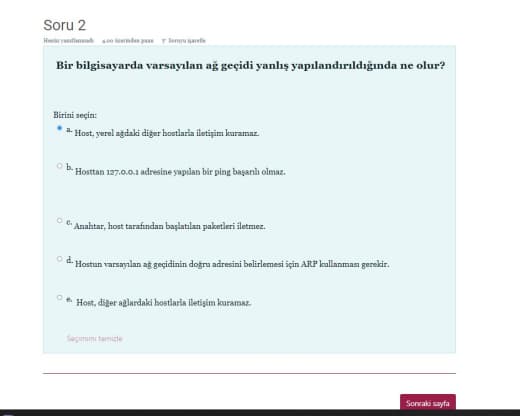 Soru 2
Henüz yanıtlanmadı 4,00 üzerinden puan Soruyu işaretle
Bir bilgisayarda varsayılan ağ geçidi yanlış yapılandırıldığında ne olur?
Birini seçin:
a. Host, yerel ağdaki diğer hostlarla iletişim kuramaz.
b. Hosttan 127.0.0.1 adresine yapılan bir ping başarılı olmaz.
c. Anahtar, host tarafından başlatılan paketleri iletmez.
d. Hostun varsayılan ağ geçidinin doğru adresini belirlemesi için ARP kullanması gerekir.
e. Host, diğer ağlardaki hostlarla iletişim kuramaz.
Seçimimi temizle
Sonraki sayfa